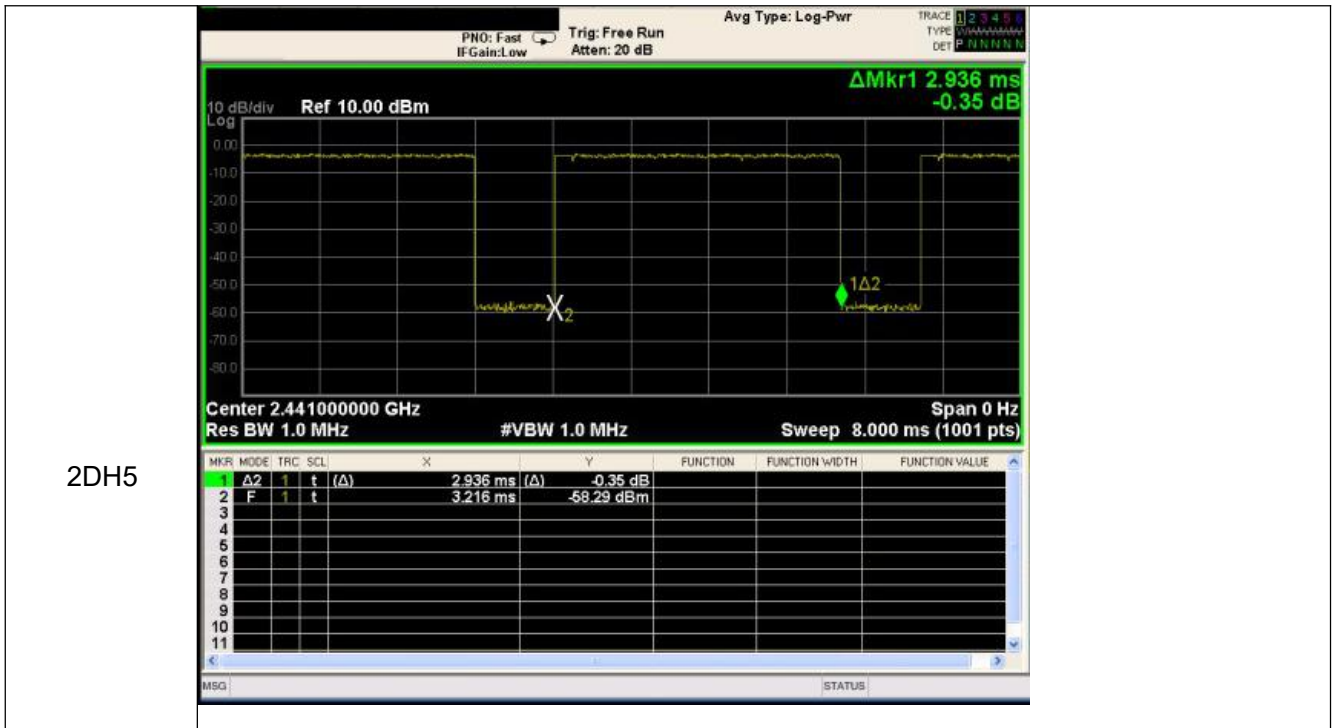 Avg Type: Log-Pwr
TRACE 1 2 3 4 5 6
PNO: Fast Trig: Free Run
TYPE
IFGain:Low Atten: 20 dB
DET P N N N N N
ΔMkr1 2.936 ms
10 dB/div Ref 10.00 dBm -0.35 dB
Log
0.00
-10.0
-20.0
-30.0
-40.0
-50.0 1Δ2
-60.0 2
-70.0
-80.0
Center 2.441000000 GHz Span 0 Hz
Res BW 1.0 MHz #VBW 1.0 MHz Sweep 8.000 ms (1001 pts)
2DH5
MKR MODE TRC SCL X Y FUNCTION FUNCTION WIDTH FUNCTION VALUE
1 Δ2 1 t (Δ) 2.936 ms (Δ) -0.35 dB
2 F 1 t 3.216 ms -58.29 dBm
3
4
5
6
7
8
9
10
11
MSG STATUS